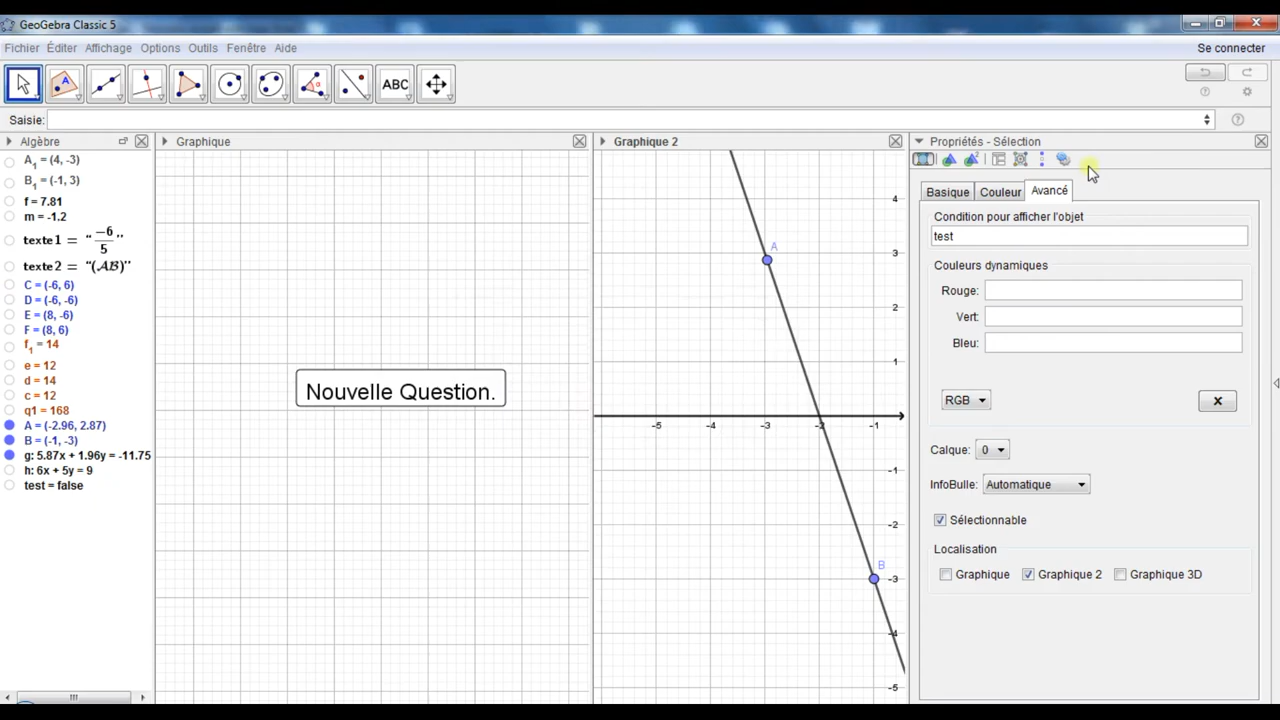 GeoGebra Classic 5
Fichier Éditer Affichage Options Outils Fenêtre Aide Se connecter
A ABC
Saisie:
Algèbre
A1 = (4, -3)
B1 = (-1, 3)
f = 7.81
m = -1.2
texte1 = “-6/5”
texte2 = “(AB)”
C = (-6, 6)
D = (-6, -6)
E = (8, -6)
F = (8, 6)
f1 = 14
e = 12
d = 14
c = 12
q1 = 168
A = (-2.96, 2.87)
B = (-1, -3)
g: 5.87x + 1.96y = -11.75
h: 6x + 5y = 9
test = false
Graphique
Nouvelle Question.
Graphique 2
4
A
3
2
1
-5 -4 -3 -2 -1
-1
-2
B
-3
-4
-5
Propriétés - Sélection
Basique Couleur Avancé
Condition pour afficher l'objet
test
Couleurs dynamiques
Rouge:
Vert:
Bleu:
RGB
Calque: 0
InfoBulle: Automatique
Sélectionnable
Localisation
Graphique Graphique 2 Graphique 3D